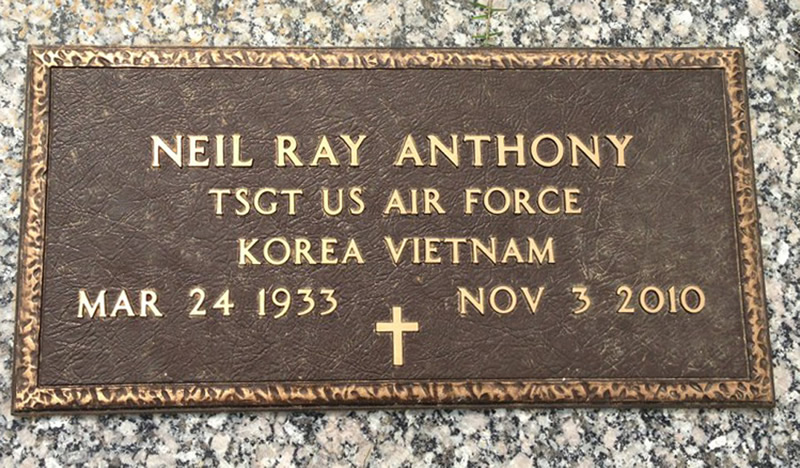 NEIL RAY ANTHONY
TSGT US AIR FORCE
KOREA VIETNAM
MAR 24 1933 NOV 3 2010